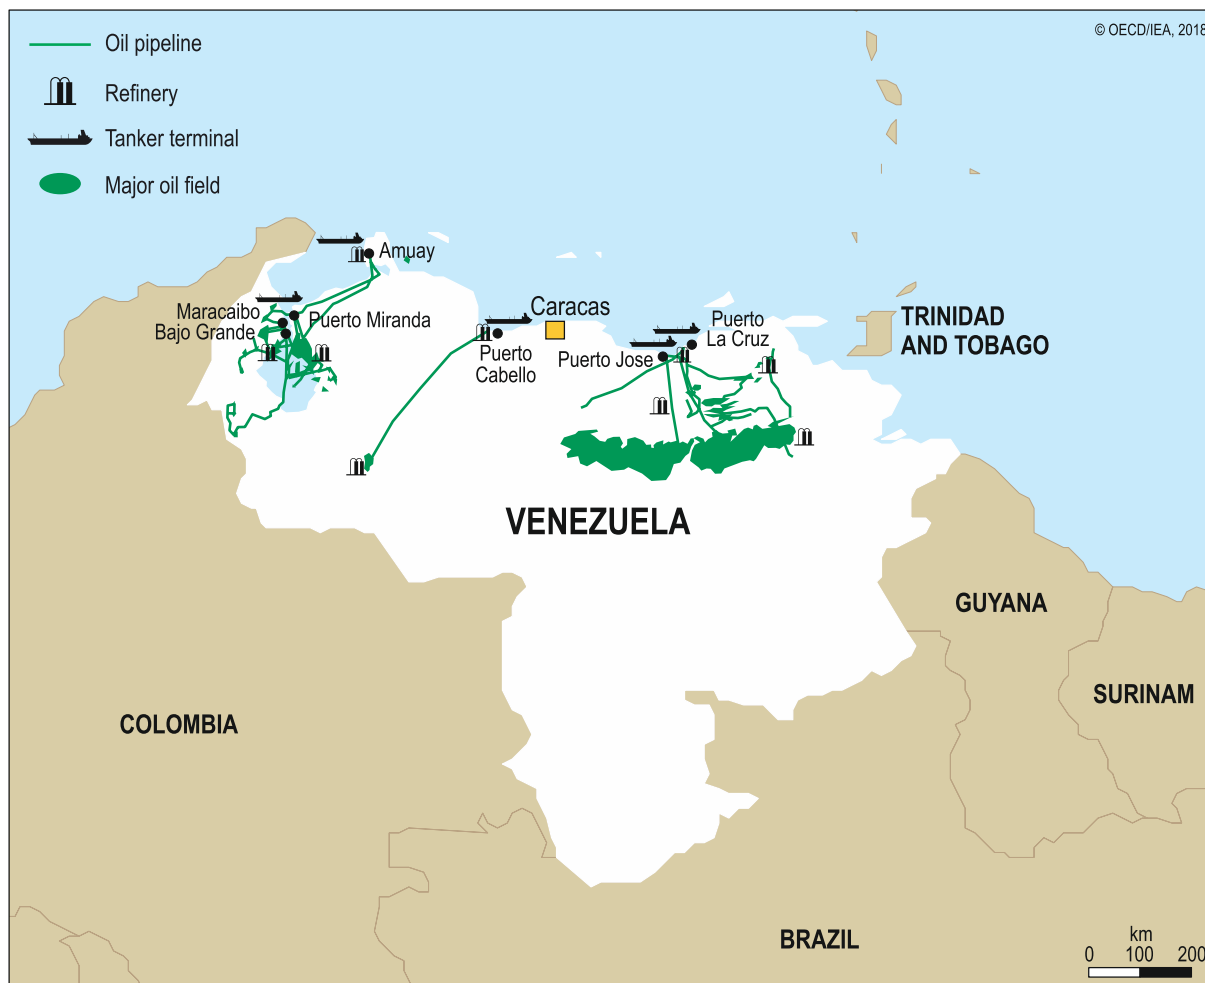 © OECD/IEA, 2018
Oil pipeline
Refinery
Tanker terminal
Major oil field
Amuay
Maracaibo
Bajo Grande
Puerto Miranda
Caracas
Puerto
Cabello
Puerto Jose
Puerto
La Cruz
TRINIDAD
AND TOBAGO
VENEZUELA
GUYANA
SURINAM
COLOMBIA
BRAZIL
km
0 100 200